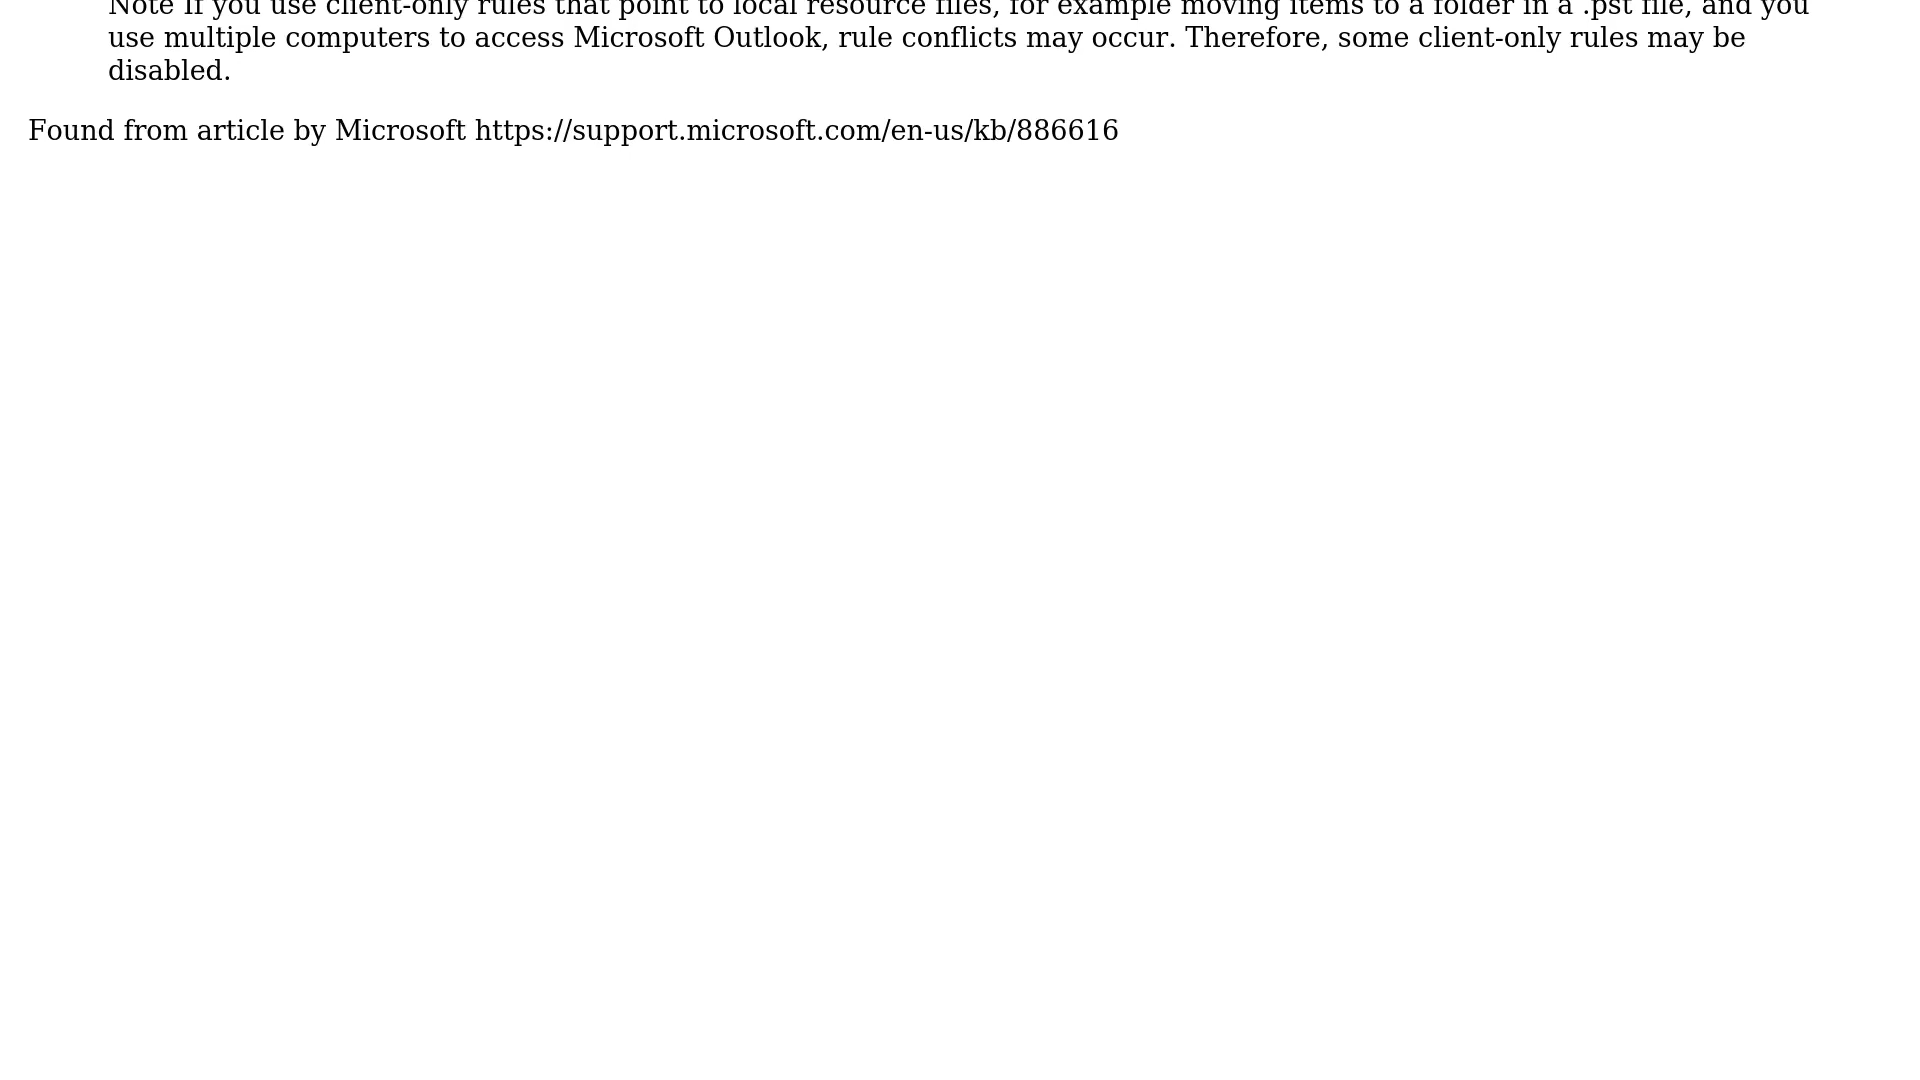 Note If you use client-only rules that point to local resource files, for example moving items to a folder in a .pst file, and you
use multiple computers to access Microsoft Outlook, rule conflicts may occur. Therefore, some client-only rules may be
disabled.
Found from article by Microsoft https://support.microsoft.com/en-us/kb/886616